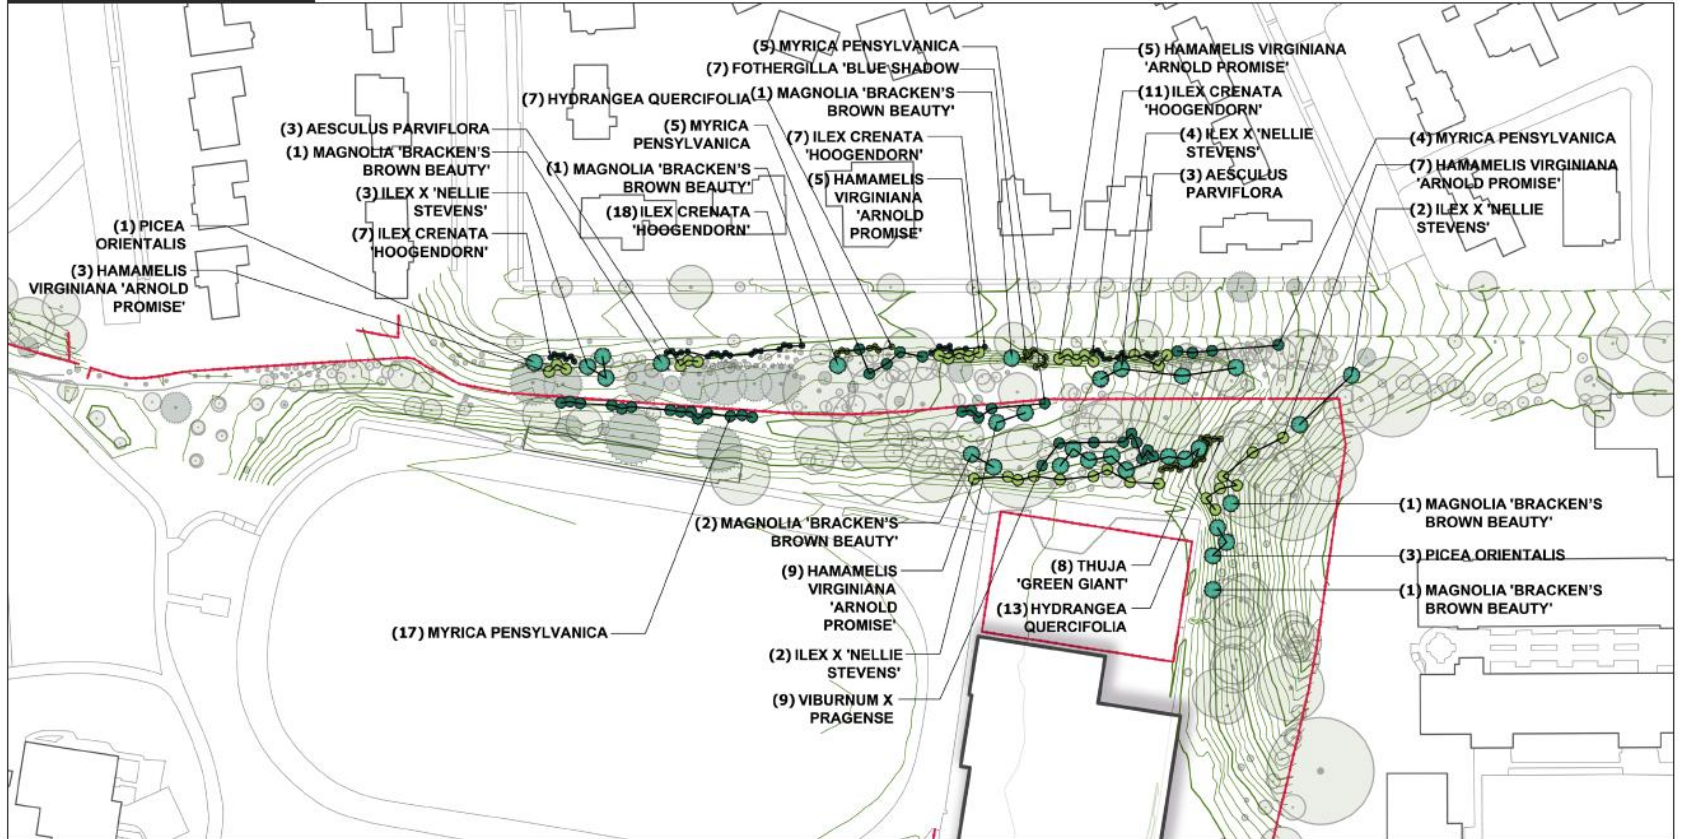 (5) MYRICA PENSYLVANICA
(7) FOTHERGILLA 'BLUE SHADOW
(1) MAGNOLIA 'BRACKEN'S
BROWN BEAUTY'
(7) HYDRANGEA QUERCIFOLIA
(5) MYRICA
PENSYLVANICA
(7) ILEX CRENATA
'HOOGENDORN'
(3) AESCULUS PARVIFLORA
(1) MAGNOLIA 'BRACKEN'S
BROWN BEAUTY'
(1) MAGNOLIA 'BRACKEN'S
BROWN BEAUTY'
(5) HAMAMELIS
VIRGINIANA
'ARNOLD
PROMISE'
(3) ILEX X 'NELLIE
STEVENS'
(18) ILEX CRENATA
'HOOGENDORN'
(1) PICEA
ORIENTALIS
(7) ILEX CRENATA
'HOOGENDORN'
(3) HAMAMELIS
VIRGINIANA 'ARNOLD
PROMISE'
(5) HAMAMELIS VIRGINIANA
'ARNOLD PROMISE'
(11) ILEX CRENATA
'HOOGENDORN'
(4) ILEX X 'NELLIE
STEVENS'
(3) AESCULUS
PARVIFLORA
(4) MYRICA PENSYLVANICA
(7) HAMAMELIS VIRGINIANA
'ARNOLD PROMISE'
(2) ILEX X 'NELLIE
STEVENS'
(2) MAGNOLIA 'BRACKEN'S
BROWN BEAUTY'
(9) HAMAMELIS
VIRGINIANA
'ARNOLD
PROMISE'
(17) MYRICA PENSYLVANICA
(2) ILEX X 'NELLIE
STEVENS'
(9) VIBURNUM X
PRAGENSE
(8) THUJA
'GREEN GIANT'
(13) HYDRANGEA
QUERCIFOLIA
(1) MAGNOLIA 'BRACKEN'S
BROWN BEAUTY'
(3) PICEA ORIENTALIS
(1) MAGNOLIA 'BRACKEN'S
BROWN BEAUTY'